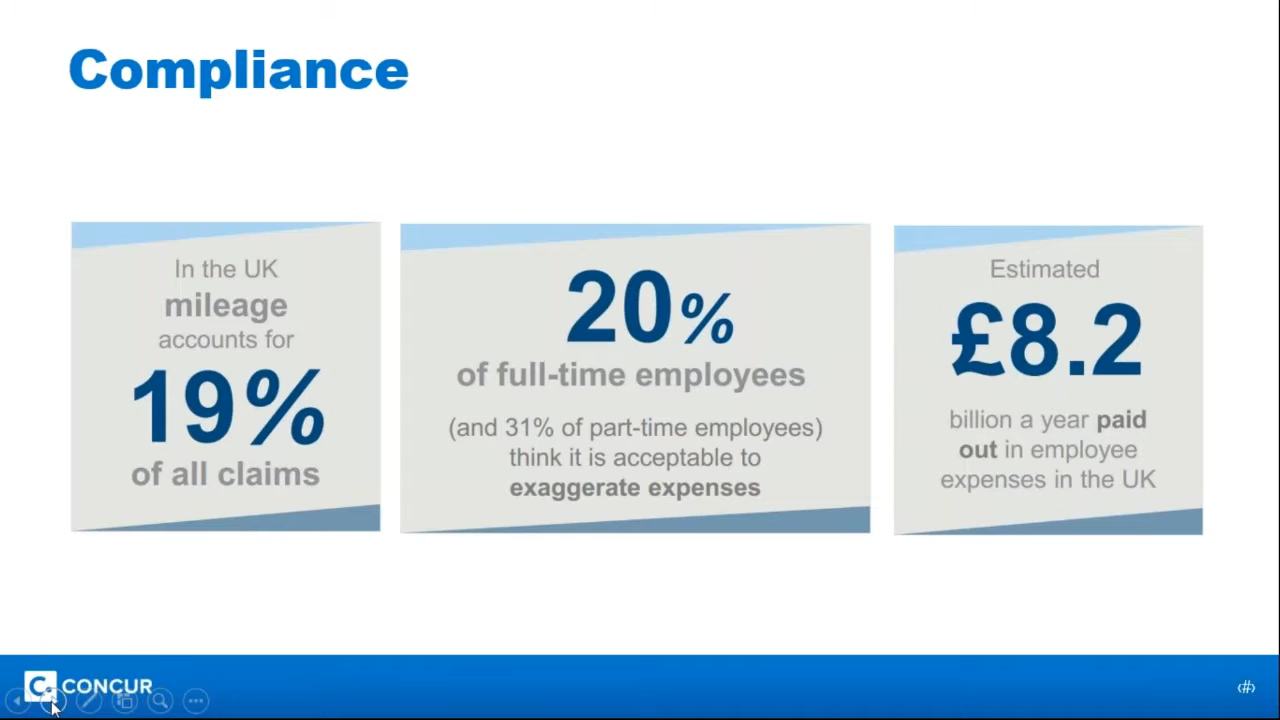 Compliance
In the UK
mileage
accounts for
19%
of all claims
20%
of full-time employees
(and 31% of part-time employees)
think it is acceptable to
exaggerate expenses
Estimated
£8.2
billion a year paid
out in employee
expenses in the UK
C. CONCUR
‹#›